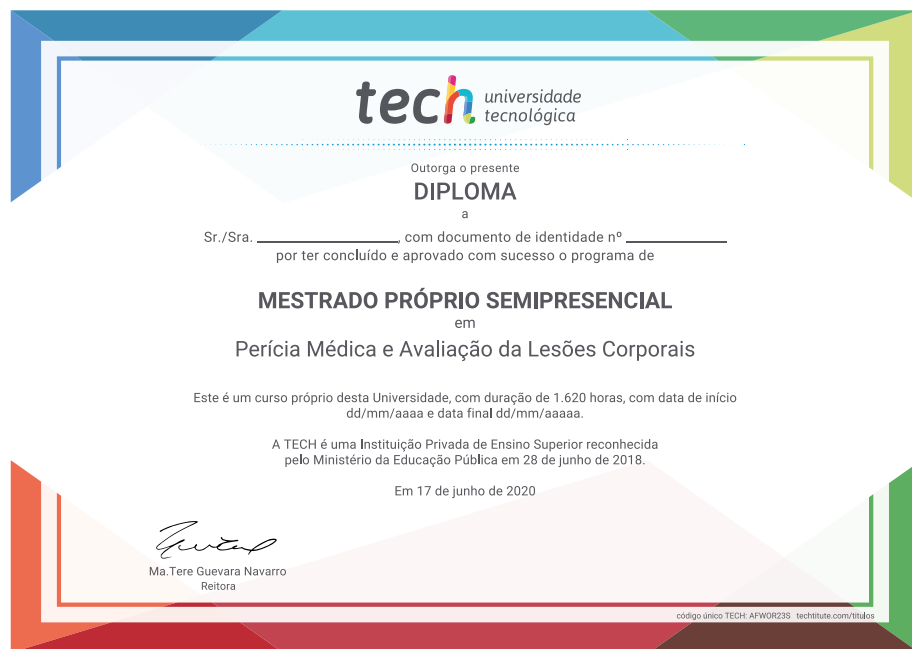 tech universidade
tecnológica
Outorga o presente
DIPLOMA
a
Sr./Sra. ____________________, com documento de identidade nº ______________
por ter concluído e aprovado com sucesso o programa de
MESTRADO PRÓPRIO SEMIPRESENCIAL
em
Perícia Médica e Avaliação da Lesões Corporais
Este é um curso próprio desta Universidade, com duração de 1.620 horas, com data de início
dd/mm/aaaa e data final dd/mm/aaaaa.
A TECH é uma Instituição Privada de Ensino Superior reconhecida
pelo Ministério da Educação Pública em 28 de junho de 2018.
Em 17 de junho de 2020
Ma.Tere Guevara Navarro
Reitora
código único TECH: AFWOR23S techtitute.com/titulos